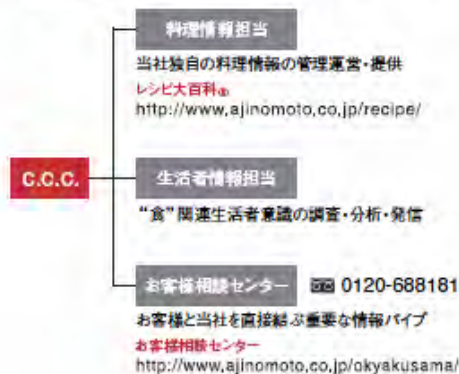 料理情報担当
当社独自の料理情報の管理運営・提供
レシピ大百科®
http://www.ajinomoto.co.jp/recipe/
C.C.C.
生活者情報担当
“食”関連生活者意識の調査・分析・発信
お客様相談センター 0120-688181
お客様と当社を直接結ぶ重要な情報パイプ
お客様相談センター
http://www.ajinomoto.co.jp/okyakusama/